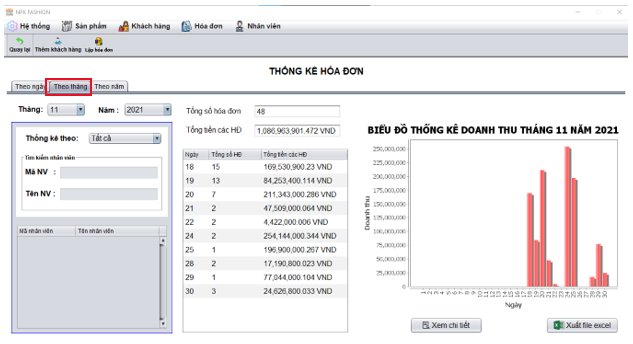 NPK FASHION
Hệ thống Sản phẩm Khách hàng Hóa đơn Nhân viên
Quay lại Thêm khách hàng Lập hóa đơn
THỐNG KÊ HÓA ĐƠN
Theo ngày Theo tháng Theo năm
Tháng: 11 Năm : 2021
Tổng số hóa đơn 48
Tổng tiền các HĐ 1,086,963,901.472 VND
Thống kê theo: Tất cả
Tìm kiếm nhân viên
Mã NV :
Tên NV :
Mã nhân viên Tên nhân viên
Ngày Tổng số HĐ Tổng tiền các HĐ
18 15 169,530,900.23 VND
19 13 84,253,400.114 VND
20 7 211,343,000.286 VND
21 2 47,509,000.064 VND
22 2 4,422,000.006 VND
24 2 254,144,000.344 VND
25 1 196,900,000.267 VND
28 2 17,190,800.023 VND
29 1 77,044,000.104 VND
30 3 24,626,800.033 VND
BIỂU ĐỒ THỐNG KÊ DOANH THU THÁNG 11 NĂM 2021
Doanh thu
250,000,000
225,000,000
200,000,000
175,000,000
150,000,000
125,000,000
100,000,000
75,000,000
50,000,000
25,000,000
0
1 2 3 4 5 6 7 8 9 10 11 12 13 14 15 16 17 18 19 20 21 22 23 24 25 26 27 28 29 30
Ngày
Xem chi tiết Xuất file excel